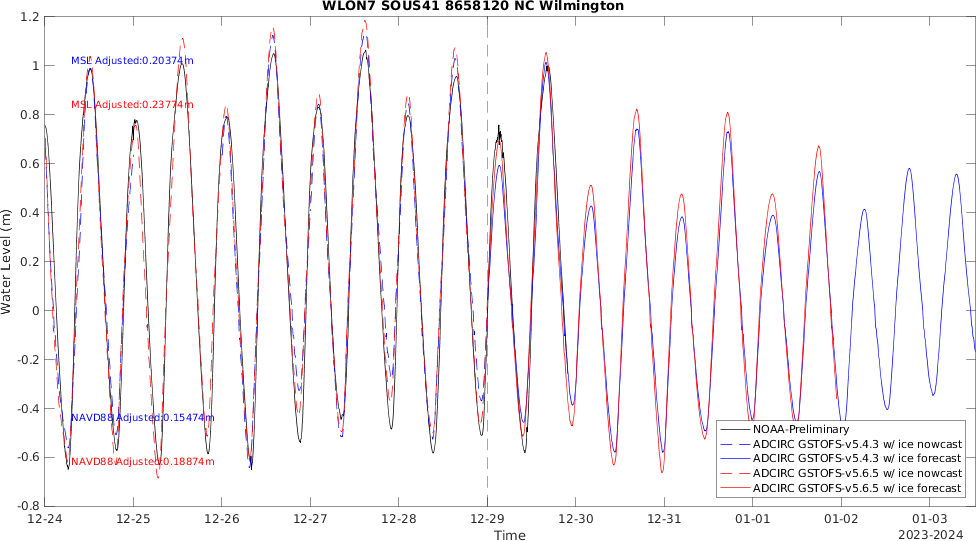 WLON7 SOUS41 8658120 NC Wilmington
1.2
1
0.8
0.6
0.4
0.2
0
-0.2
-0.4
-0.6
-0.8
Water Level (m)
MSL Adjusted:0.20374m
MSL Adjusted:0.23774m
NAVD88 Adjusted:0.15474m
NAVD88 Adjusted:0.18874m
NOAA-Preliminary
ADCIRC GSTOFS-v5.4.3 w/ ice nowcast
ADCIRC GSTOFS-v5.4.3 w/ ice forecast
ADCIRC GSTOFS-v5.6.5 w/ ice nowcast
ADCIRC GSTOFS-v5.6.5 w/ ice forecast
12-24 12-25 12-26 12-27 12-28 12-29 12-30 12-31 01-01 01-02 01-03
Time
2023-2024